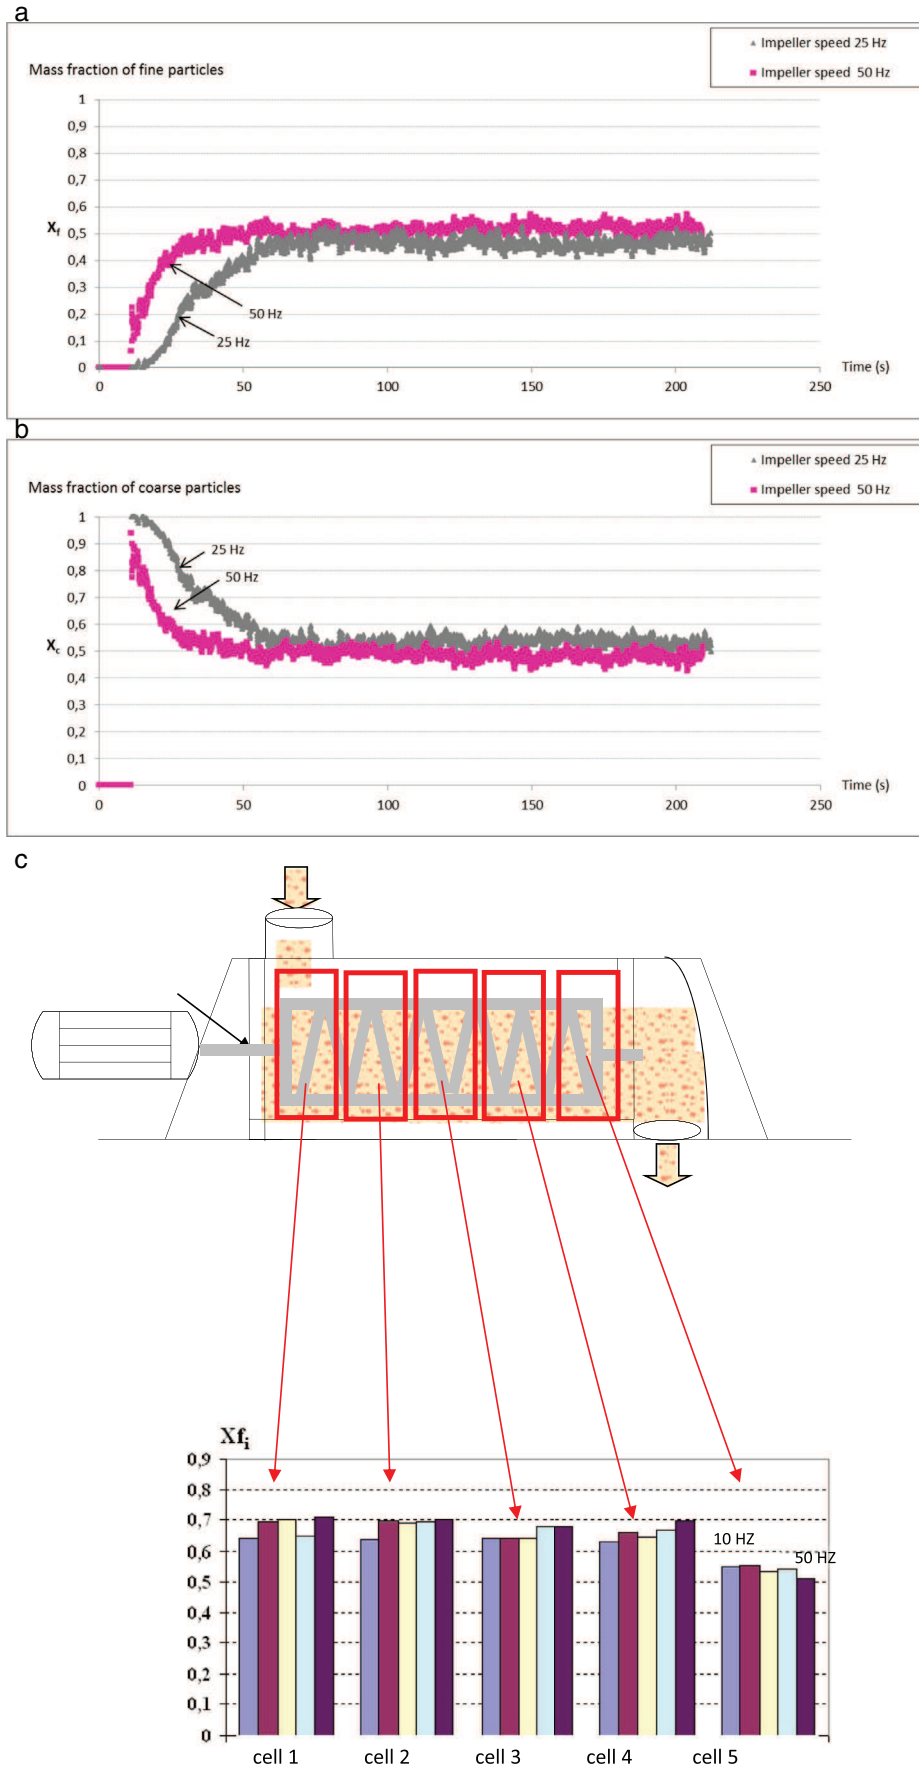 a
Impeller speed 25 Hz
Mass fraction of fine particles
Impeller speed 50 Hz
1
0,9
0,8
0,7
0,6
Xf
0,5
0,4
0,3
50 Hz
0,2
25 Hz
0,1
0
Time (s)
0 50 100 150 200 250
b
Impeller speed 25 Hz
Mass fraction of coarse particles
Impeller speed 50 Hz
1
0,9
25 Hz
0,8
50 Hz
0,7
0,6
Xc
0,5
0,4
0,3
0,2
0,1
0
Time (s)
0 50 100 150 200 250
c
Xfi
0,9
0,8
0,7
10 HZ
0,6
50 HZ
0,5
0,4
0,3
0,2
0,1
0
cell 1 cell 2 cell 3 cell 4 cell 5